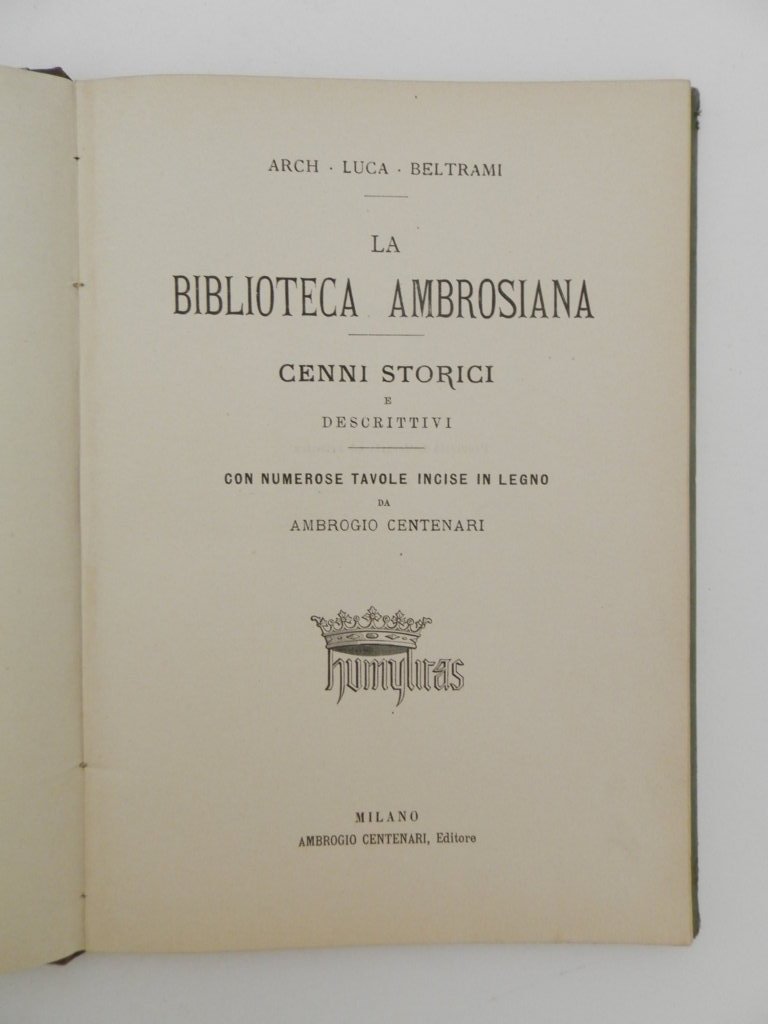 ARCH · LUCA · BELTRAMI
LA
BIBLIOTECA AMBROSIANA
CENNI STORICI
E
DESCRITTIVI
CON NUMEROSE TAVOLE INCISE IN LEGNO
DA
AMBROGIO CENTENARI
humylitas
MILANO
AMBROGIO CENTENARI, Editore